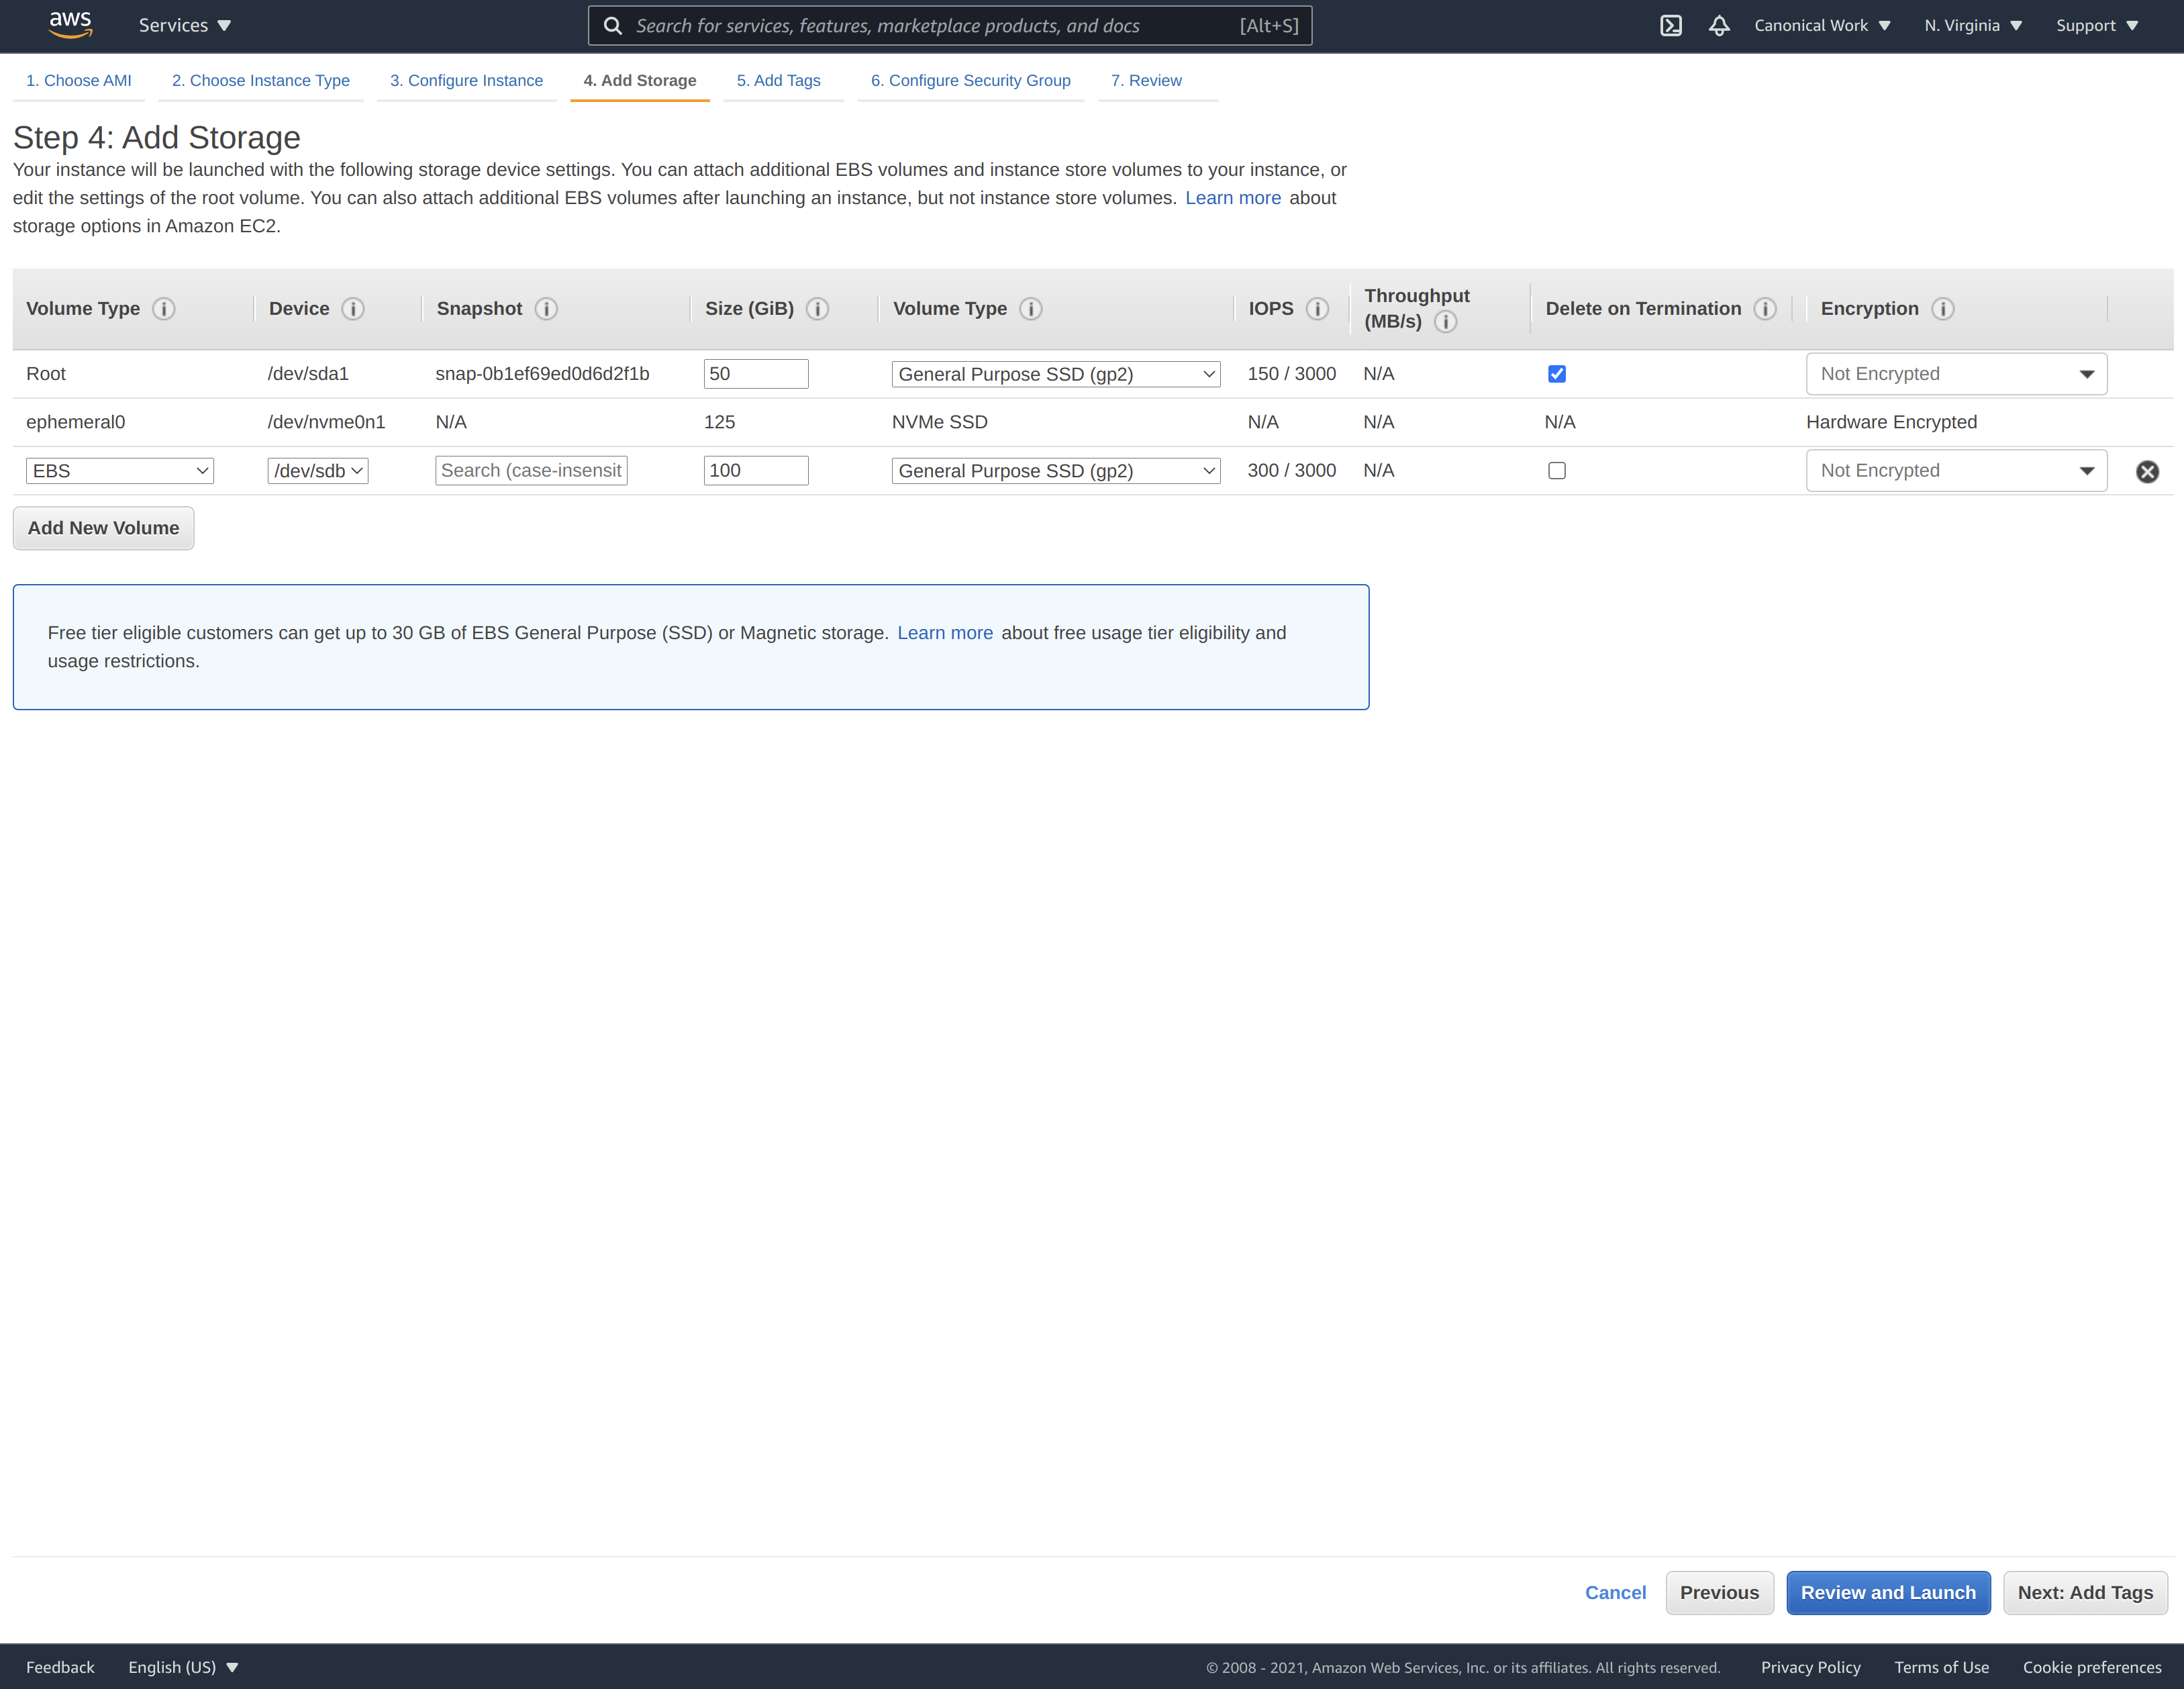 aws Services Search for services, features, marketplace products, and docs [Alt+S] Canonical Work N. Virginia Support
1. Choose AMI 2. Choose Instance Type 3. Configure Instance 4. Add Storage 5. Add Tags 6. Configure Security Group 7. Review
Step 4: Add Storage
Your instance will be launched with the following storage device settings. You can attach additional EBS volumes and instance store volumes to your instance, or
edit the settings of the root volume. You can also attach additional EBS volumes after launching an instance, but not instance store volumes. Learn more about
storage options in Amazon EC2.
Volume Type Device Snapshot Size (GiB) Volume Type IOPS Throughput (MB/s) Delete on Termination Encryption
Root /dev/sda1 snap-0b1ef69ed0d6d2f1b 50 General Purpose SSD (gp2) 150 / 3000 N/A Not Encrypted
ephemeral0 /dev/nvme0n1 N/A 125 NVMe SSD N/A N/A N/A Hardware Encrypted
EBS /dev/sdb Search (case-insensit 100 General Purpose SSD (gp2) 300 / 3000 N/A Not Encrypted
Add New Volume
Free tier eligible customers can get up to 30 GB of EBS General Purpose (SSD) or Magnetic storage. Learn more about free usage tier eligibility and
usage restrictions.
Cancel Previous Review and Launch Next: Add Tags
Feedback English (US) © 2008 - 2021, Amazon Web Services, Inc. or its affiliates. All rights reserved. Privacy Policy Terms of Use Cookie preferences